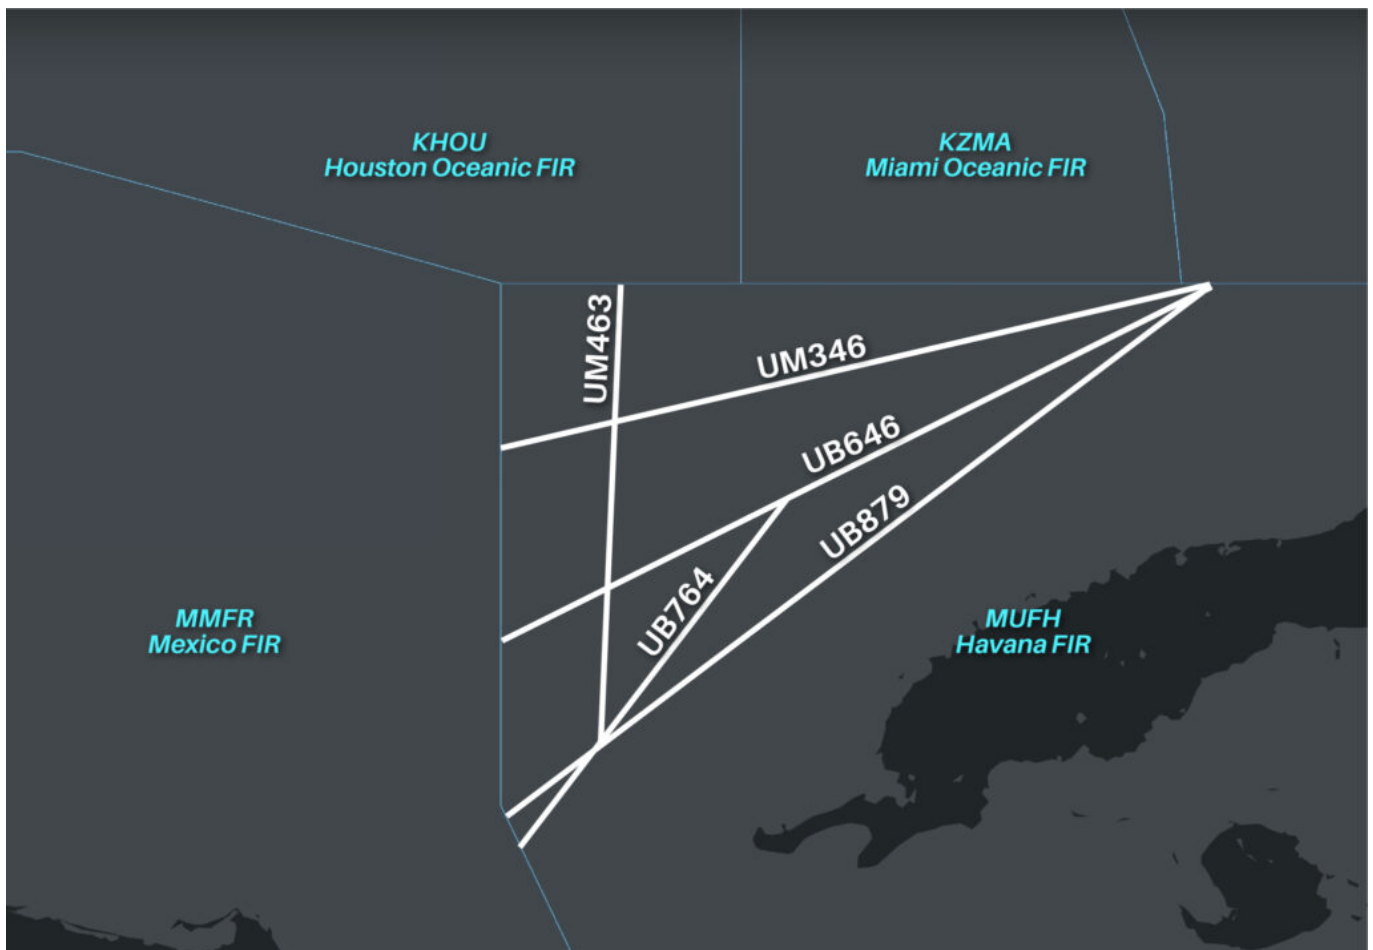 KHOU
Houston Oceanic FIR
KZMA
Miami Oceanic FIR
UM463
UM346
UB646
UB879
UB764
MMFR
Mexico FIR
MUFH
Havana FIR